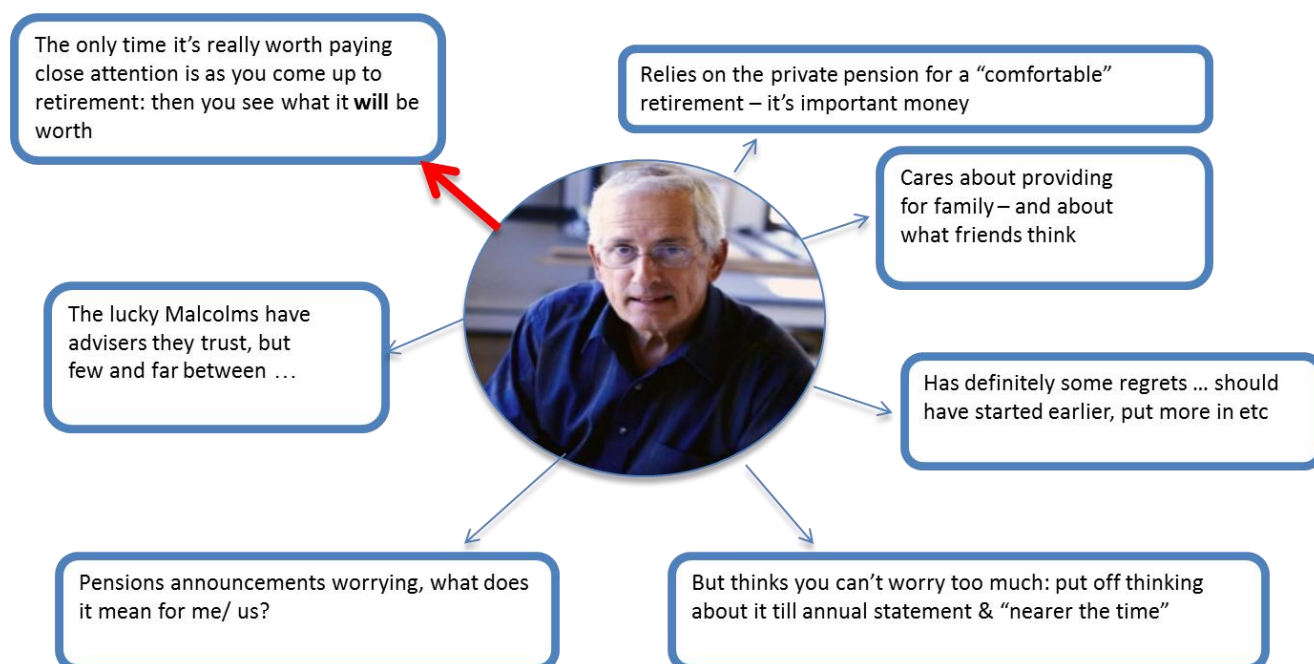 The only time it’s really worth paying
close attention is as you come up to
retirement: then you see what it will be
worth
Relies on the private pension for a “comfortable”
retirement – it’s important money
Cares about providing
for family – and about
what friends think
The lucky Malcolms have
advisers they trust, but
few and far between …
Has definitely some regrets … should
have started earlier, put more in etc
Pensions announcements worrying, what does
it mean for me/ us?
But thinks you can’t worry too much: put off thinking
about it till annual statement & “nearer the time”